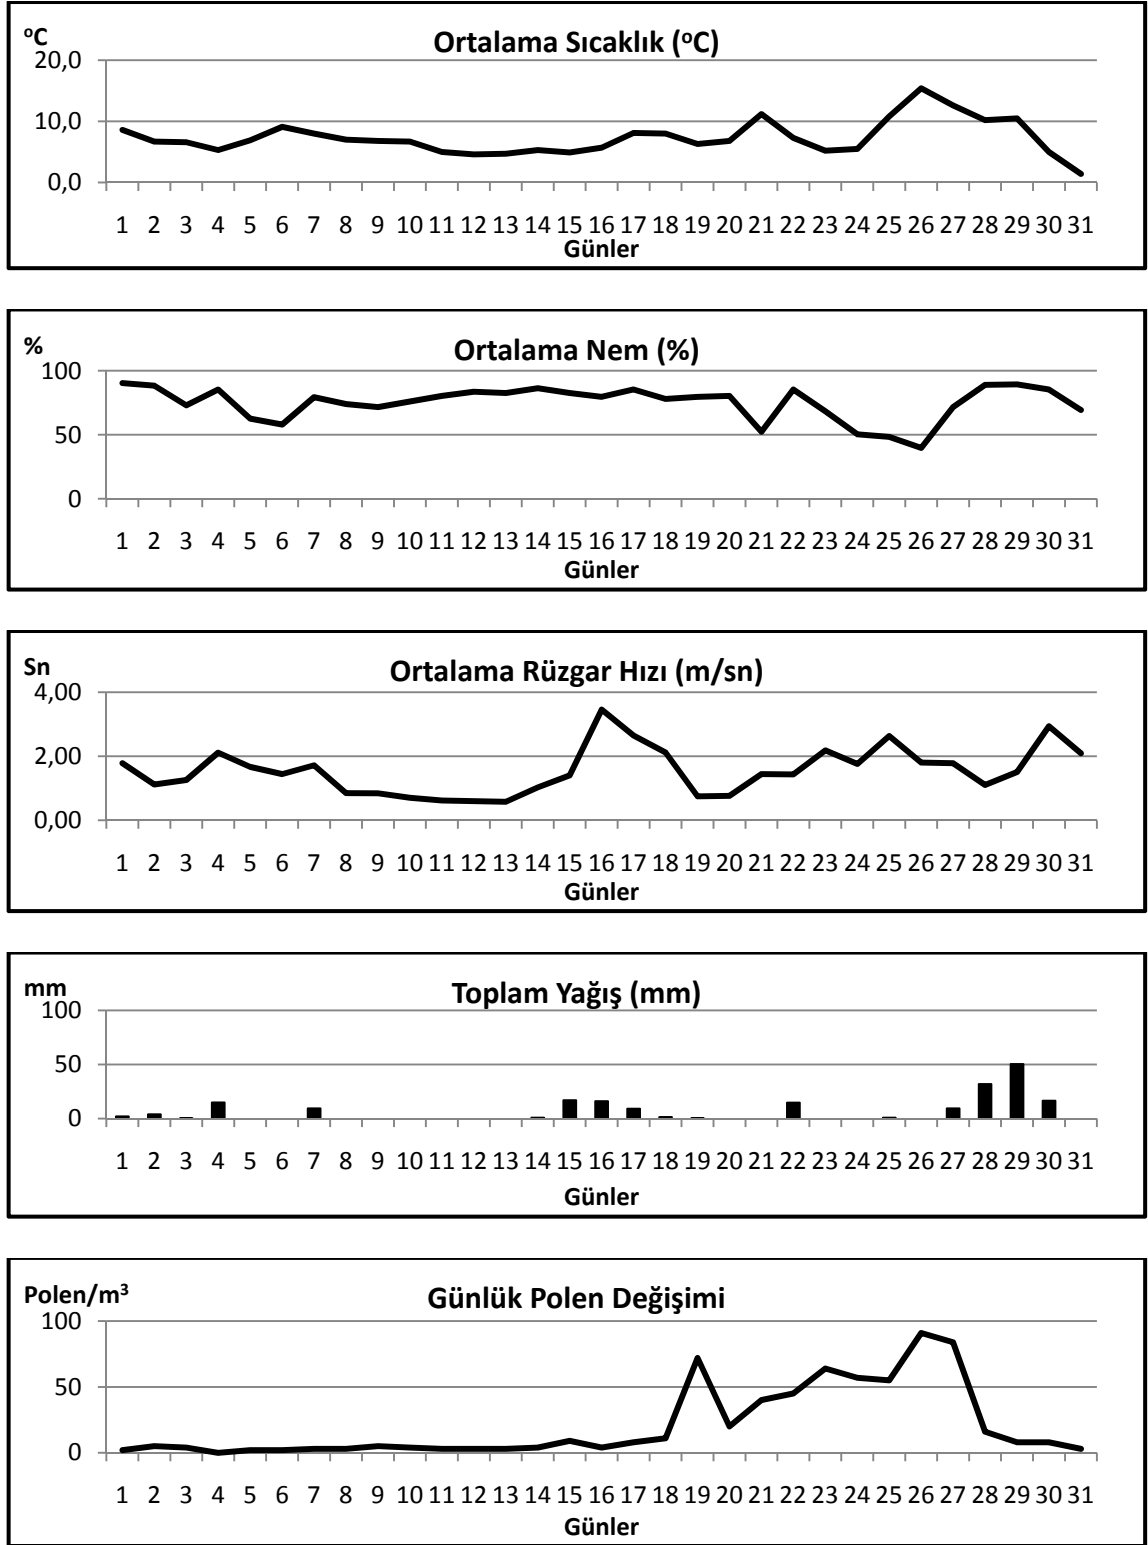 ºC
Ortalama Sıcaklık (ºC)
20,0
10,0
0,0
1 2 3 4 5 6 7 8 9 10 11 12 13 14 15 16 17 18 19 20 21 22 23 24 25 26 27 28 29 30 31
Günler
%
Ortalama Nem (%)
100
50
0
1 2 3 4 5 6 7 8 9 10 11 12 13 14 15 16 17 18 19 20 21 22 23 24 25 26 27 28 29 30 31
Günler
Sn
Ortalama Rüzgar Hızı (m/sn)
4,00
2,00
0,00
1 2 3 4 5 6 7 8 9 10 11 12 13 14 15 16 17 18 19 20 21 22 23 24 25 26 27 28 29 30 31
Günler
mm
Toplam Yağış (mm)
100
50
0
1 2 3 4 5 6 7 8 9 10 11 12 13 14 15 16 17 18 19 20 21 22 23 24 25 26 27 28 29 30 31
Günler
Polen/m³
Günlük Polen Değişimi
100
50
0
1 2 3 4 5 6 7 8 9 10 11 12 13 14 15 16 17 18 19 20 21 22 23 24 25 26 27 28 29 30 31
Günler